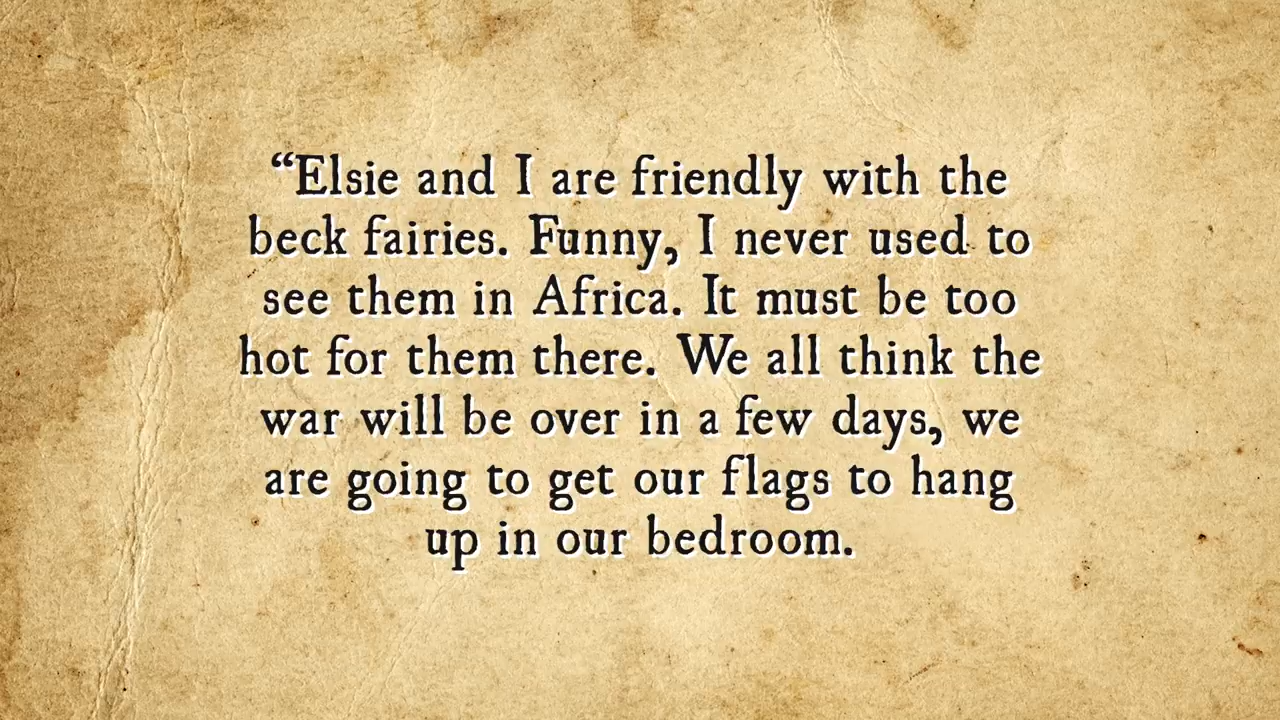 “Elsie and I are friendly with the
beck fairies. Funny, I never used to
see them in Africa. It must be too
hot for them there. We all think the
war will be over in a few days, we
are going to get our flags to hang
up in our bedroom.